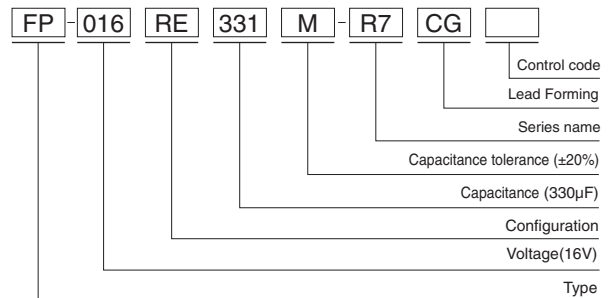 FP-016 RE 331 M-R7 CG
Control code
Lead Forming
Series name
Capacitance tolerance (±20%)
Capacitance (330µF)
Configuration
Voltage(16V)
Type